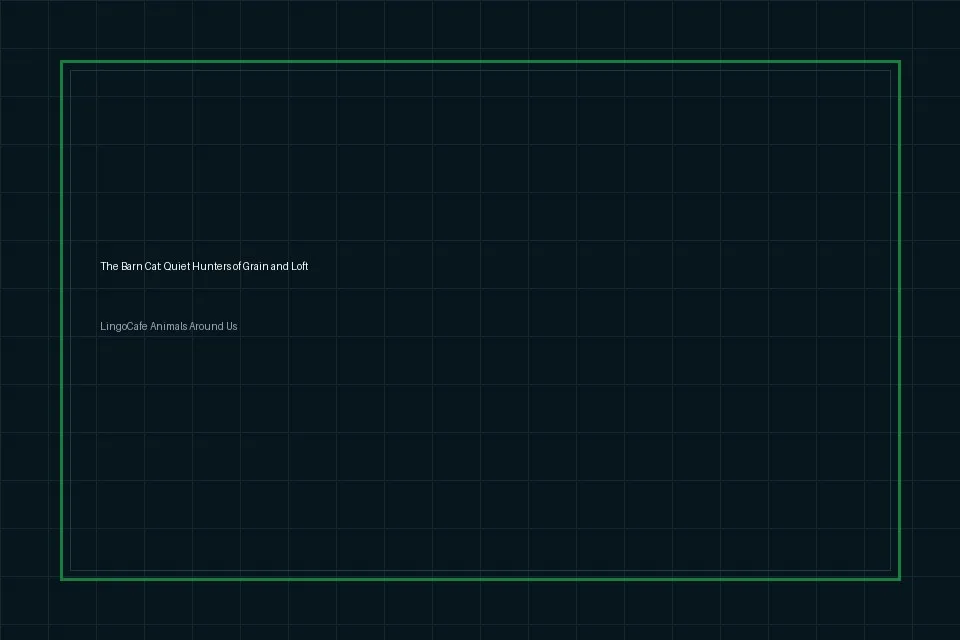 The Barn Cat: Quiet Hunters of Grain and Loft
LingoCafe Animals Around Us